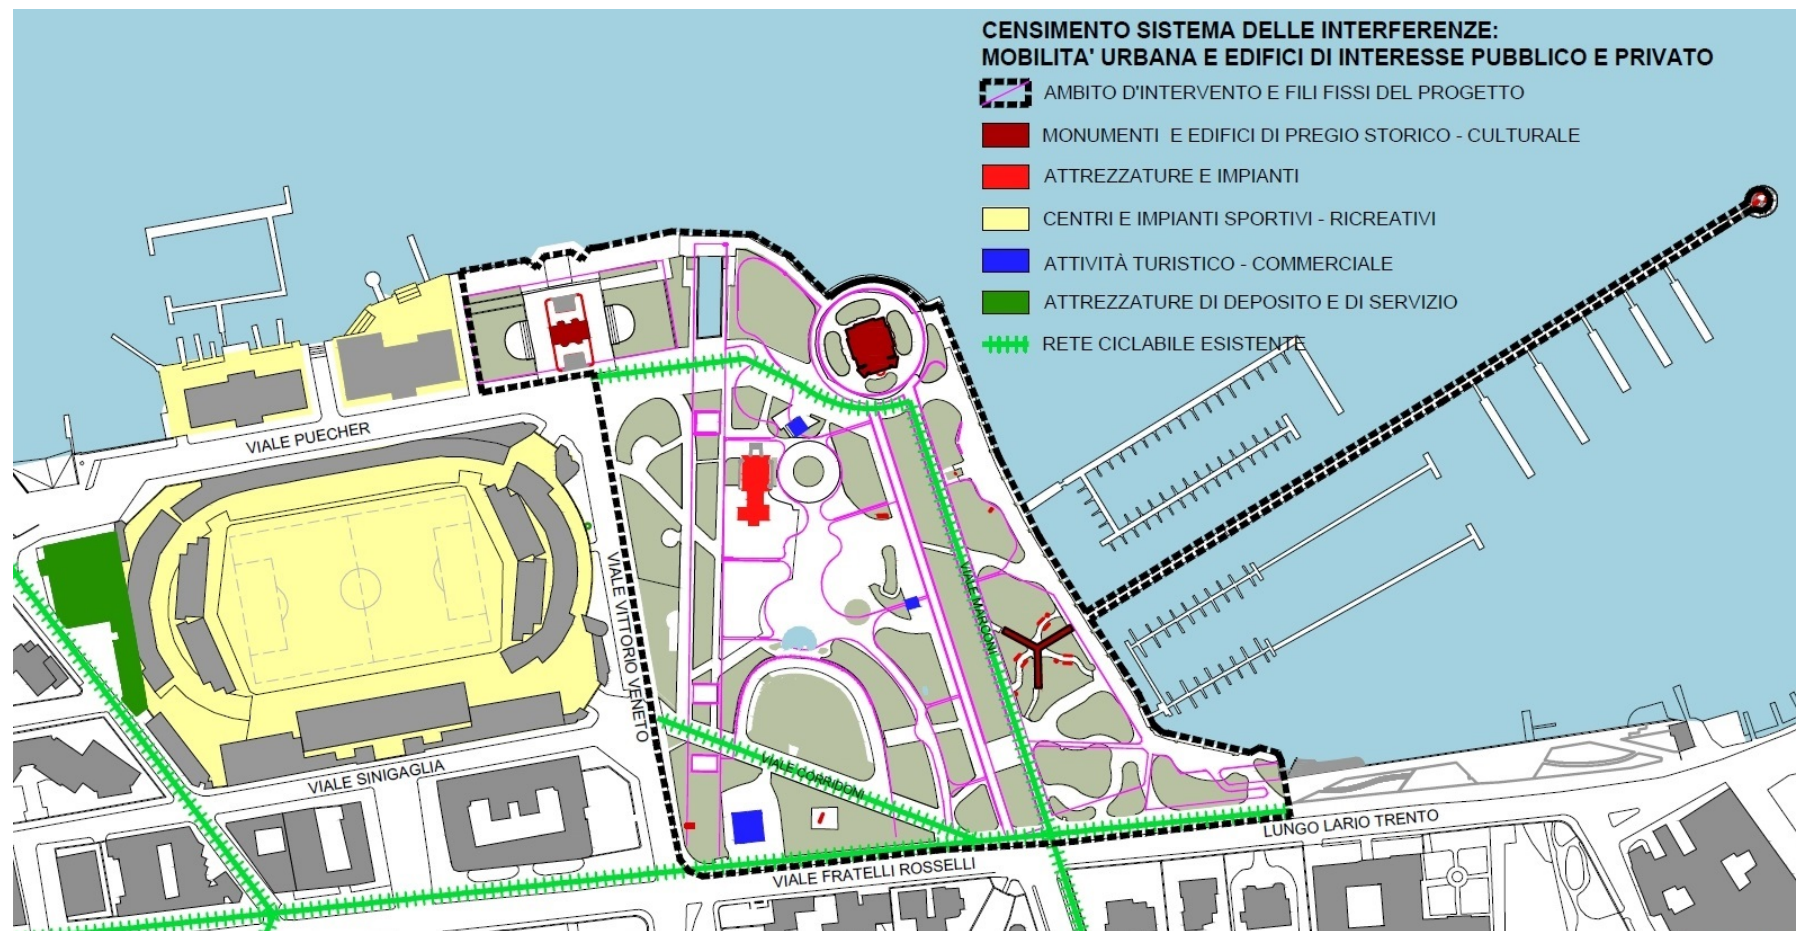 CENSIMENTO SISTEMA DELLE INTERFERENZE:
MOBILITA' URBANA E EDIFICI DI INTERESSE PUBBLICO E PRIVATO
AMBITO D'INTERVENTO E FILI FISSI DEL PROGETTO
MONUMENTI E EDIFICI DI PREGIO STORICO - CULTURALE
ATTREZZATURE E IMPIANTI
CENTRI E IMPIANTI SPORTIVI - RICREATIVI
ATTIVITÀ TURISTICO - COMMERCIALE
ATTREZZATURE DI DEPOSITO E DI SERVIZIO
RETE CICLABILE ESISTENTE
VIALE PUECHER
VIALE VITTORIO VENETO
VIALE MARCONI
VIALE SINIGAGLIA
VIALE CORRIDONI
LUNGO LARIO TRENTO
VIALE FRATELLI ROSSELLI